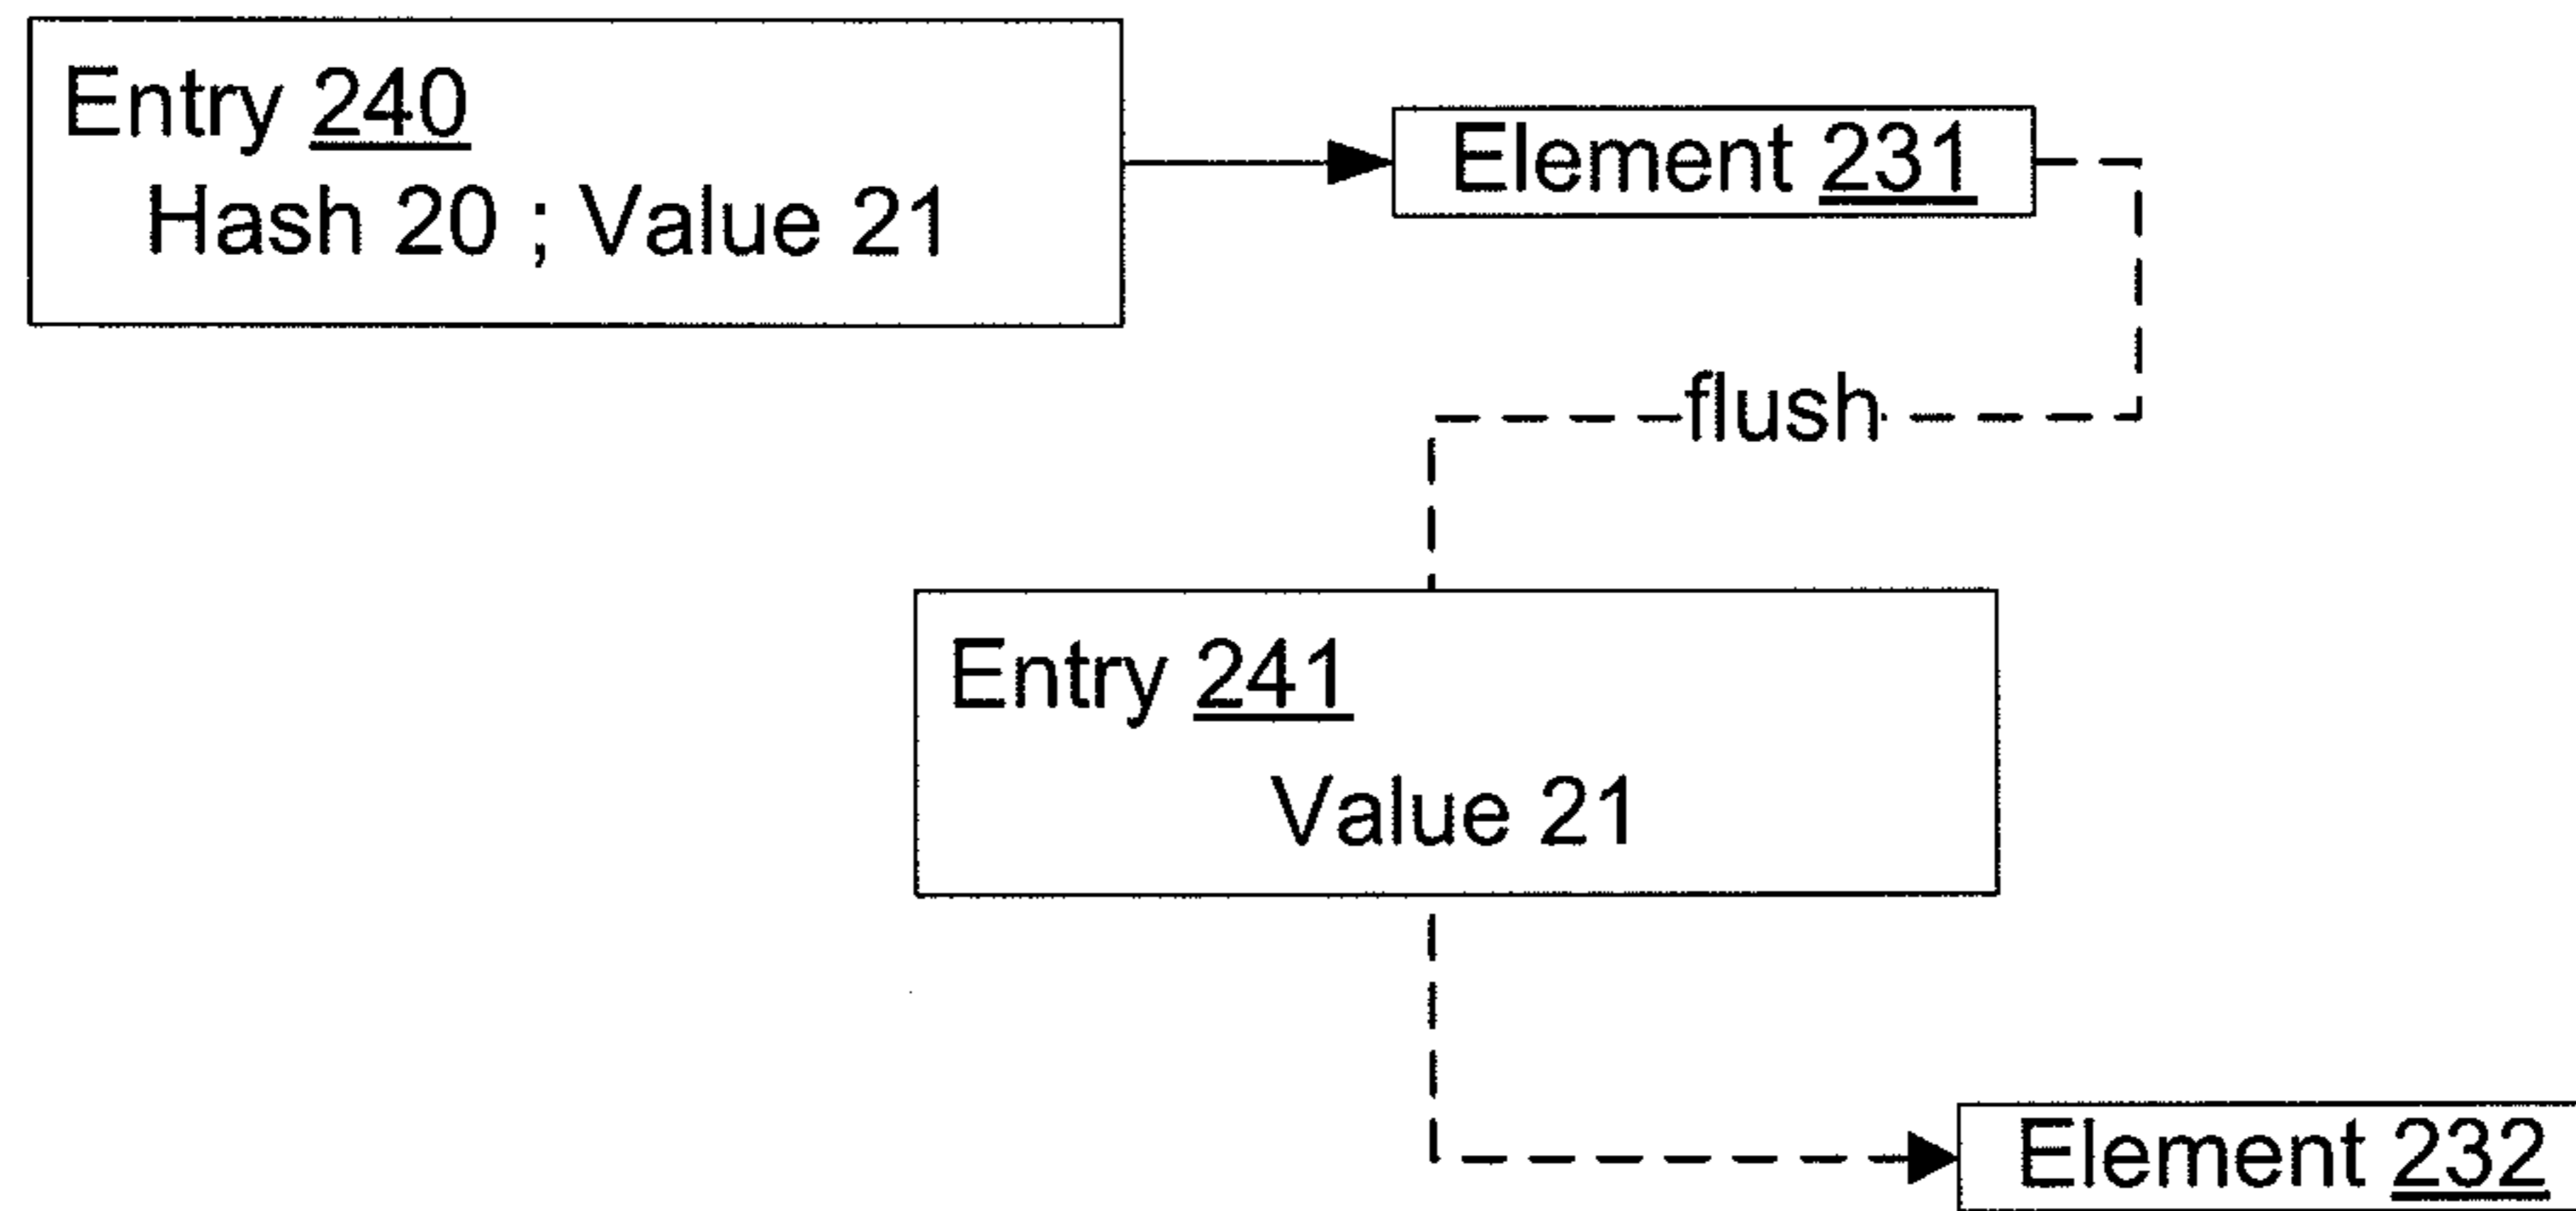 Entry 240
Hash 20 ; Value 21
Element 231
flush
Entry 241
Value 21
Element 232